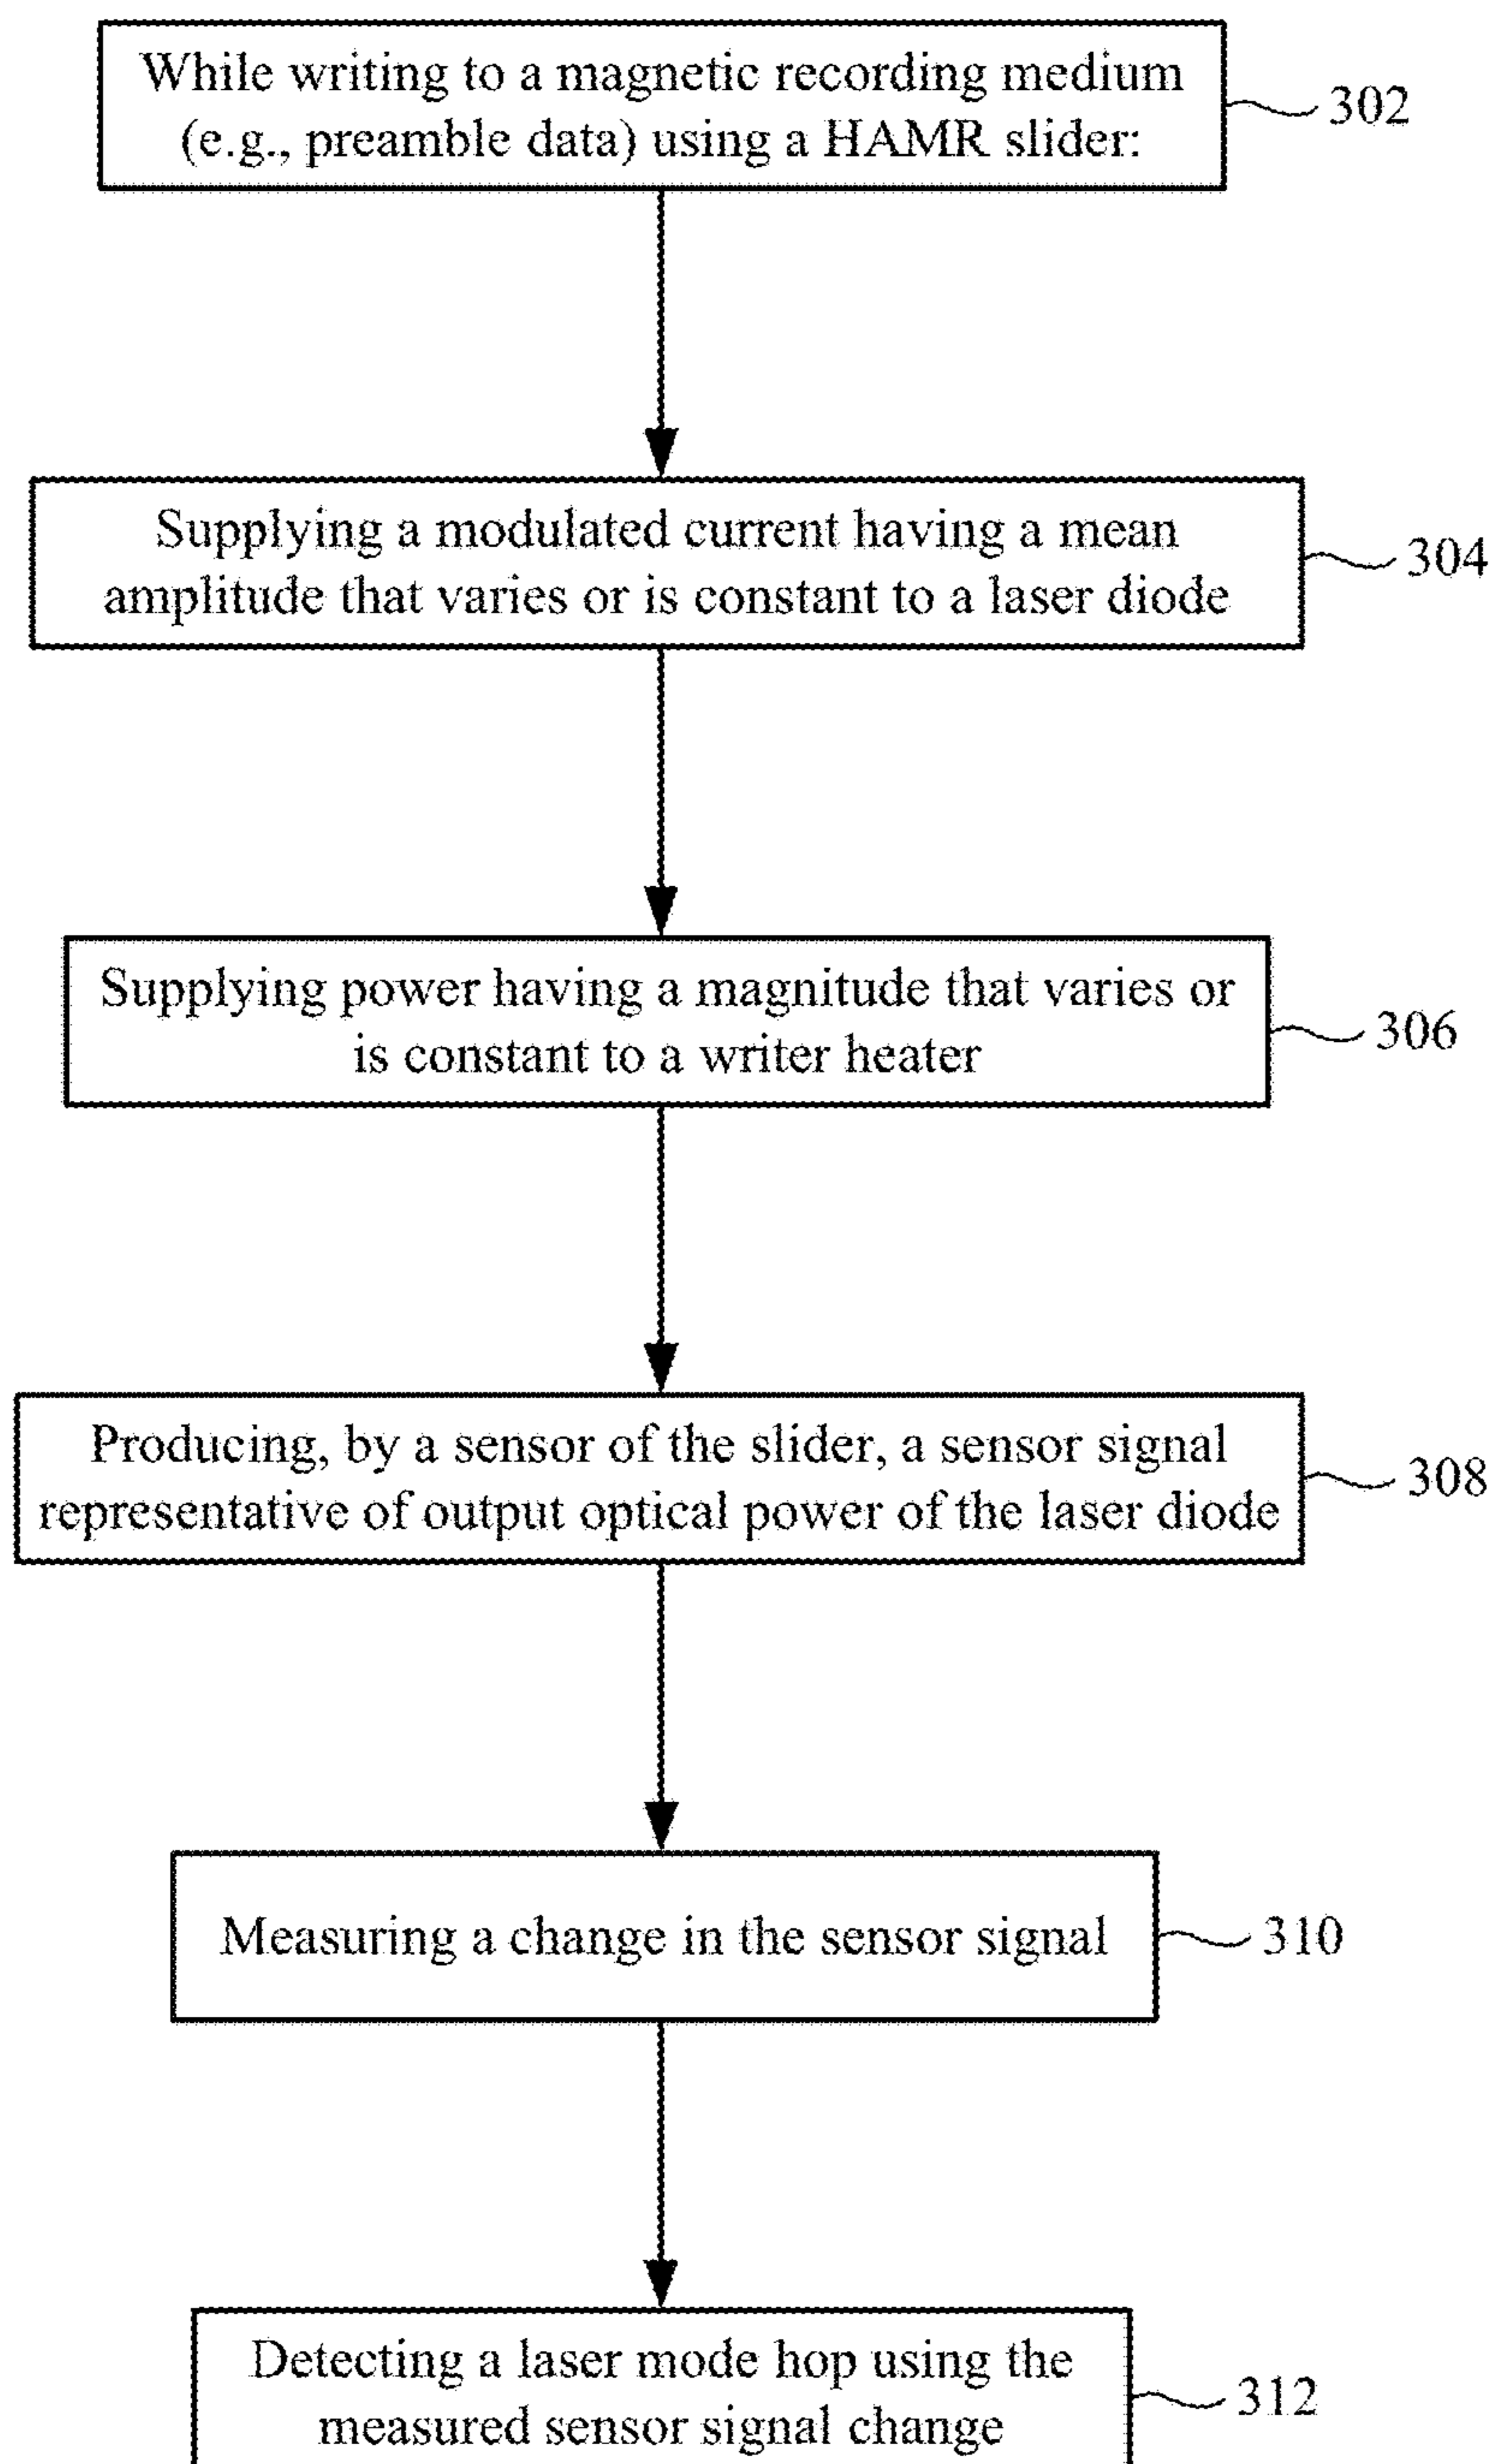 While writing to a magnetic recording medium
(e.g., preamble data) using a HAMR slider:
302
Supplying a modulated current having a mean
amplitude that varies or is constant to a laser diode
304
Supplying power having a magnitude that varies or
is constant to a writer heater
306
Producing, by a sensor of the slider, a sensor signal
representative of output optical power of the laser diode
308
Measuring a change in the sensor signal
310
Detecting a laser mode hop using the
measured sensor signal change
312